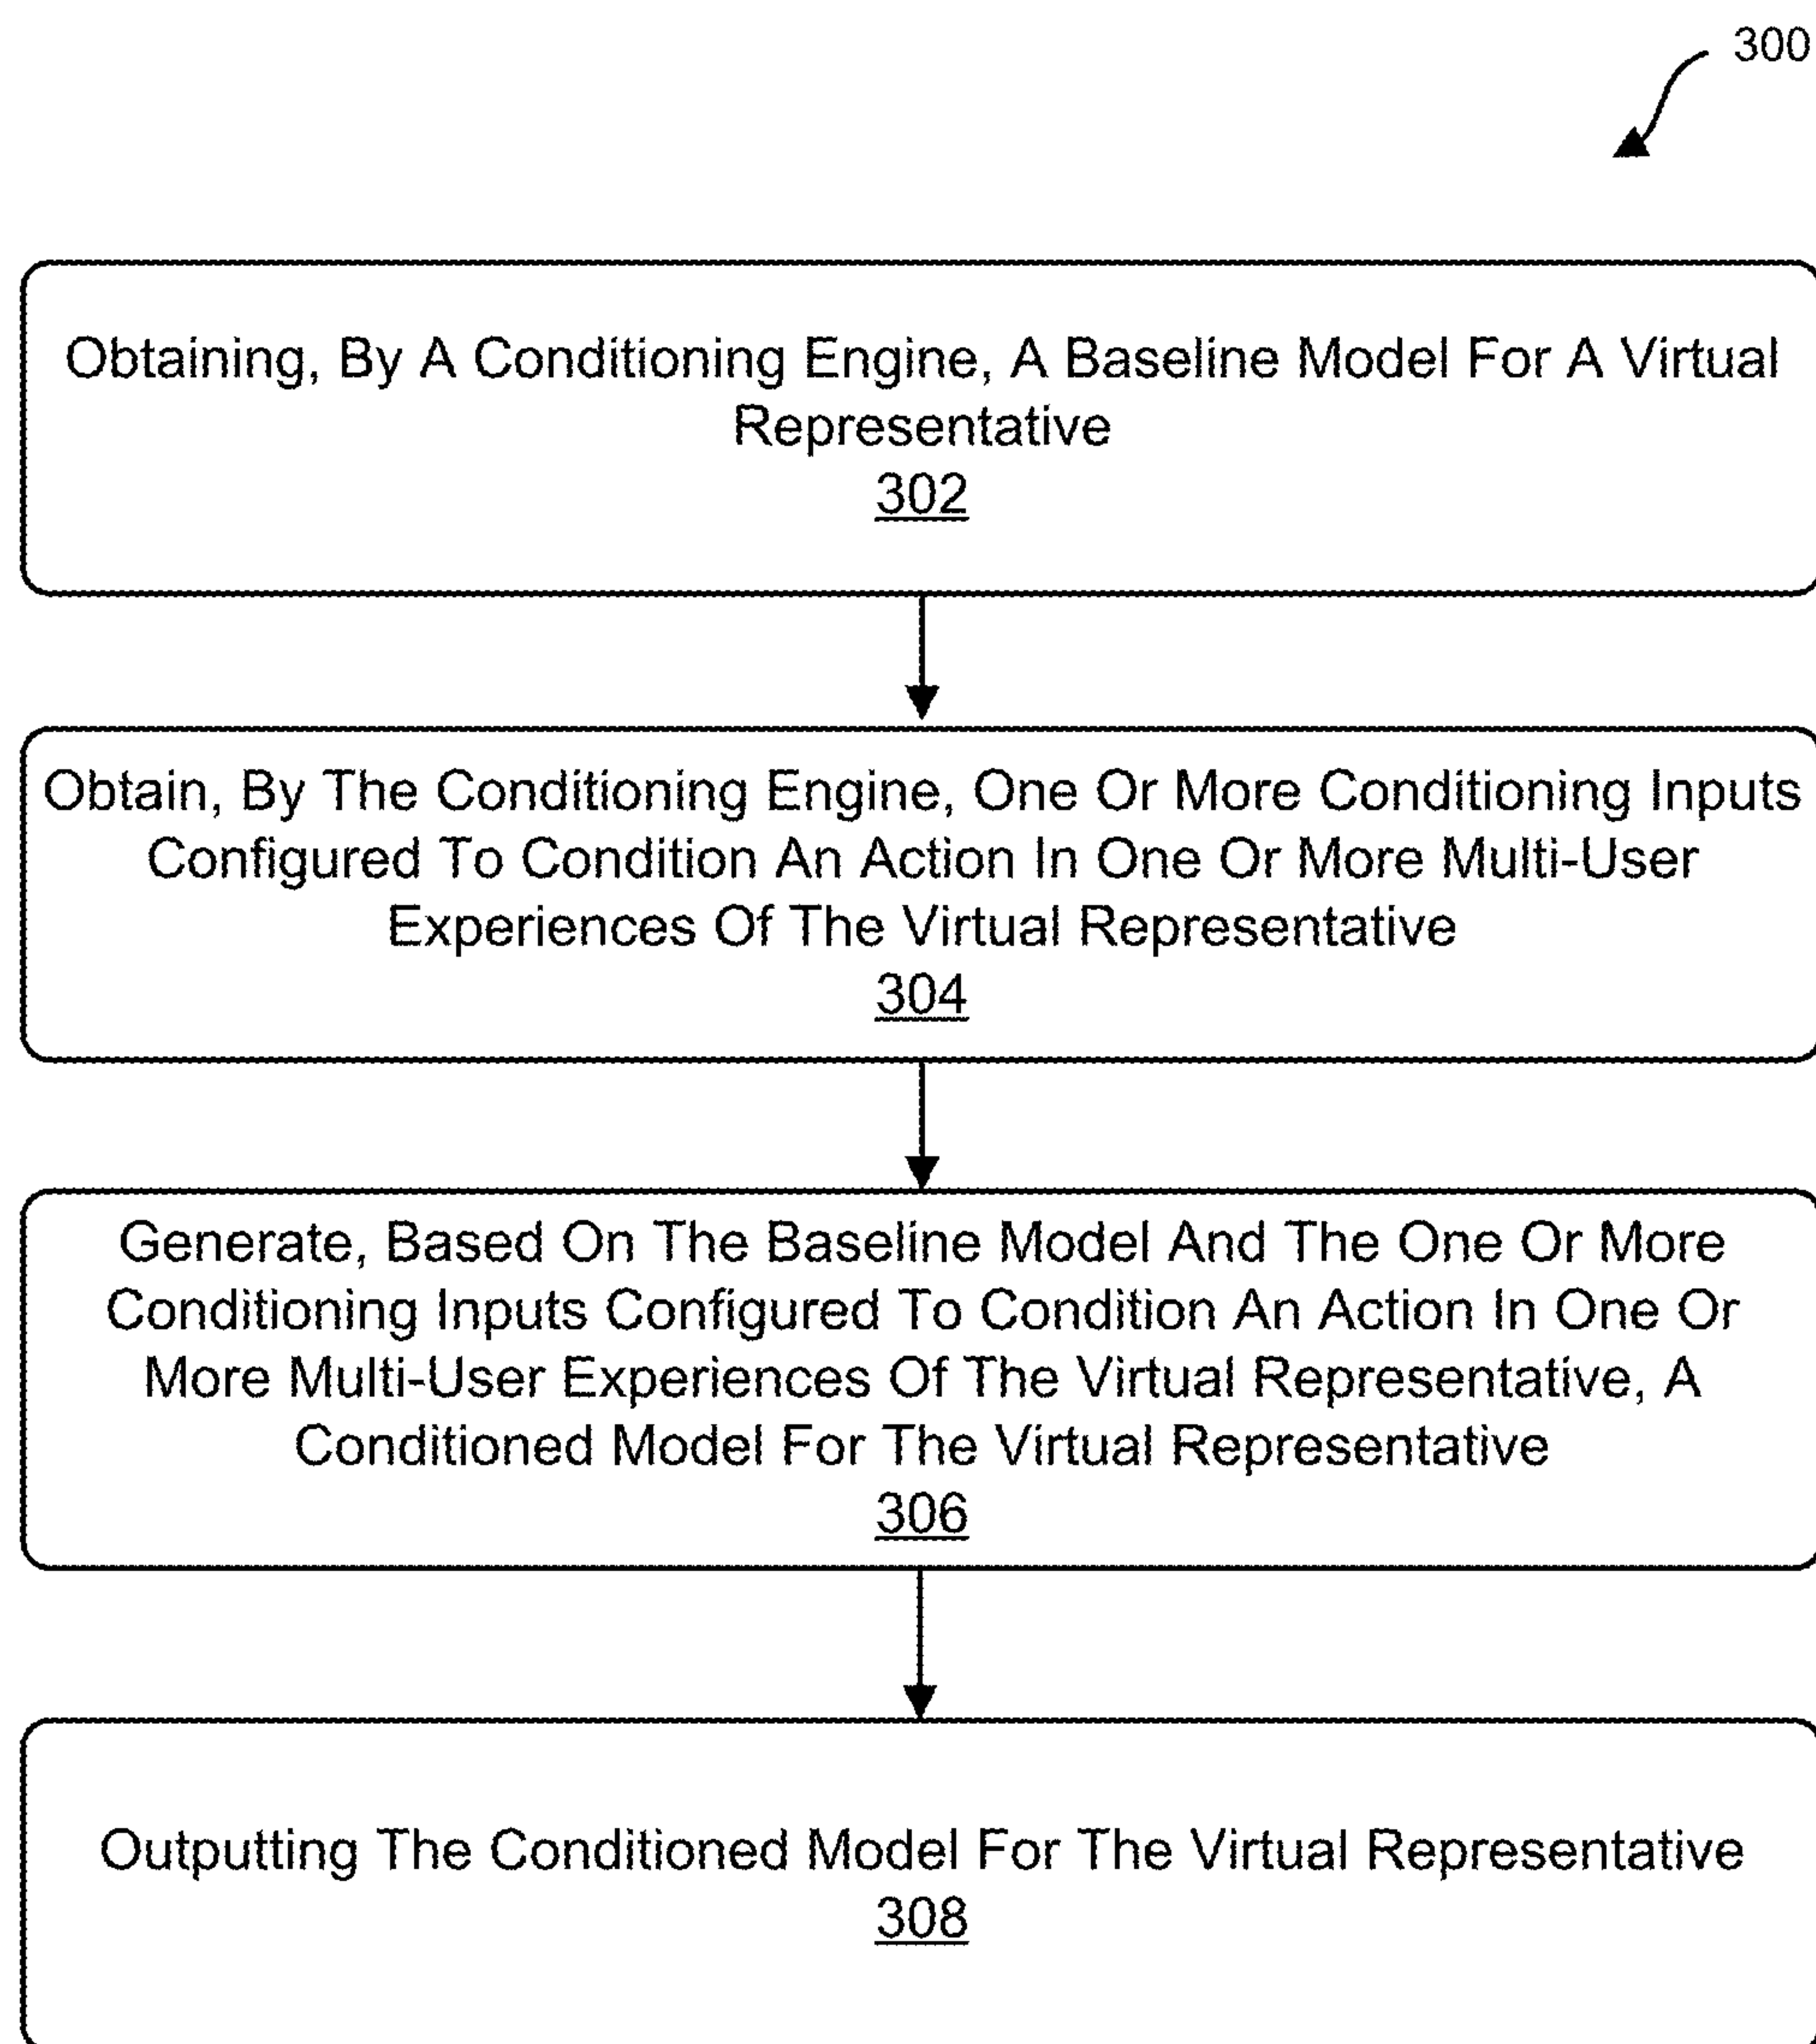 300
Obtaining, By A Conditioning Engine, A Baseline Model For A Virtual
Representative
302
Obtain, By The Conditioning Engine, One Or More Conditioning Inputs
Configured To Condition An Action In One Or More Multi-User
Experiences Of The Virtual Representative
304
Generate, Based On The Baseline Model And The One Or More
Conditioning Inputs Configured To Condition An Action In One Or
More Multi-User Experiences Of The Virtual Representative, A
Conditioned Model For The Virtual Representative
306
Outputting The Conditioned Model For The Virtual Representative
308